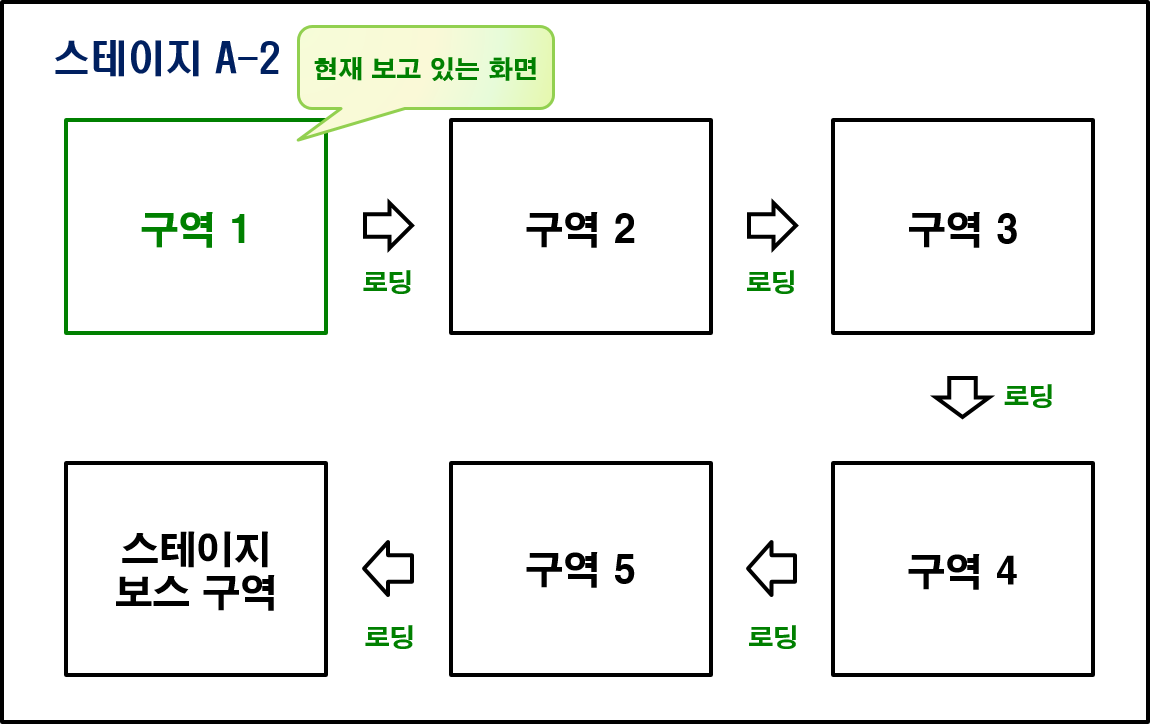 스테이지 A-2
현재 보고 있는 화면
구역 1
로딩
구역 2
로딩
구역 3
로딩
구역 4
로딩
구역 5
로딩
스테이지
보스 구역